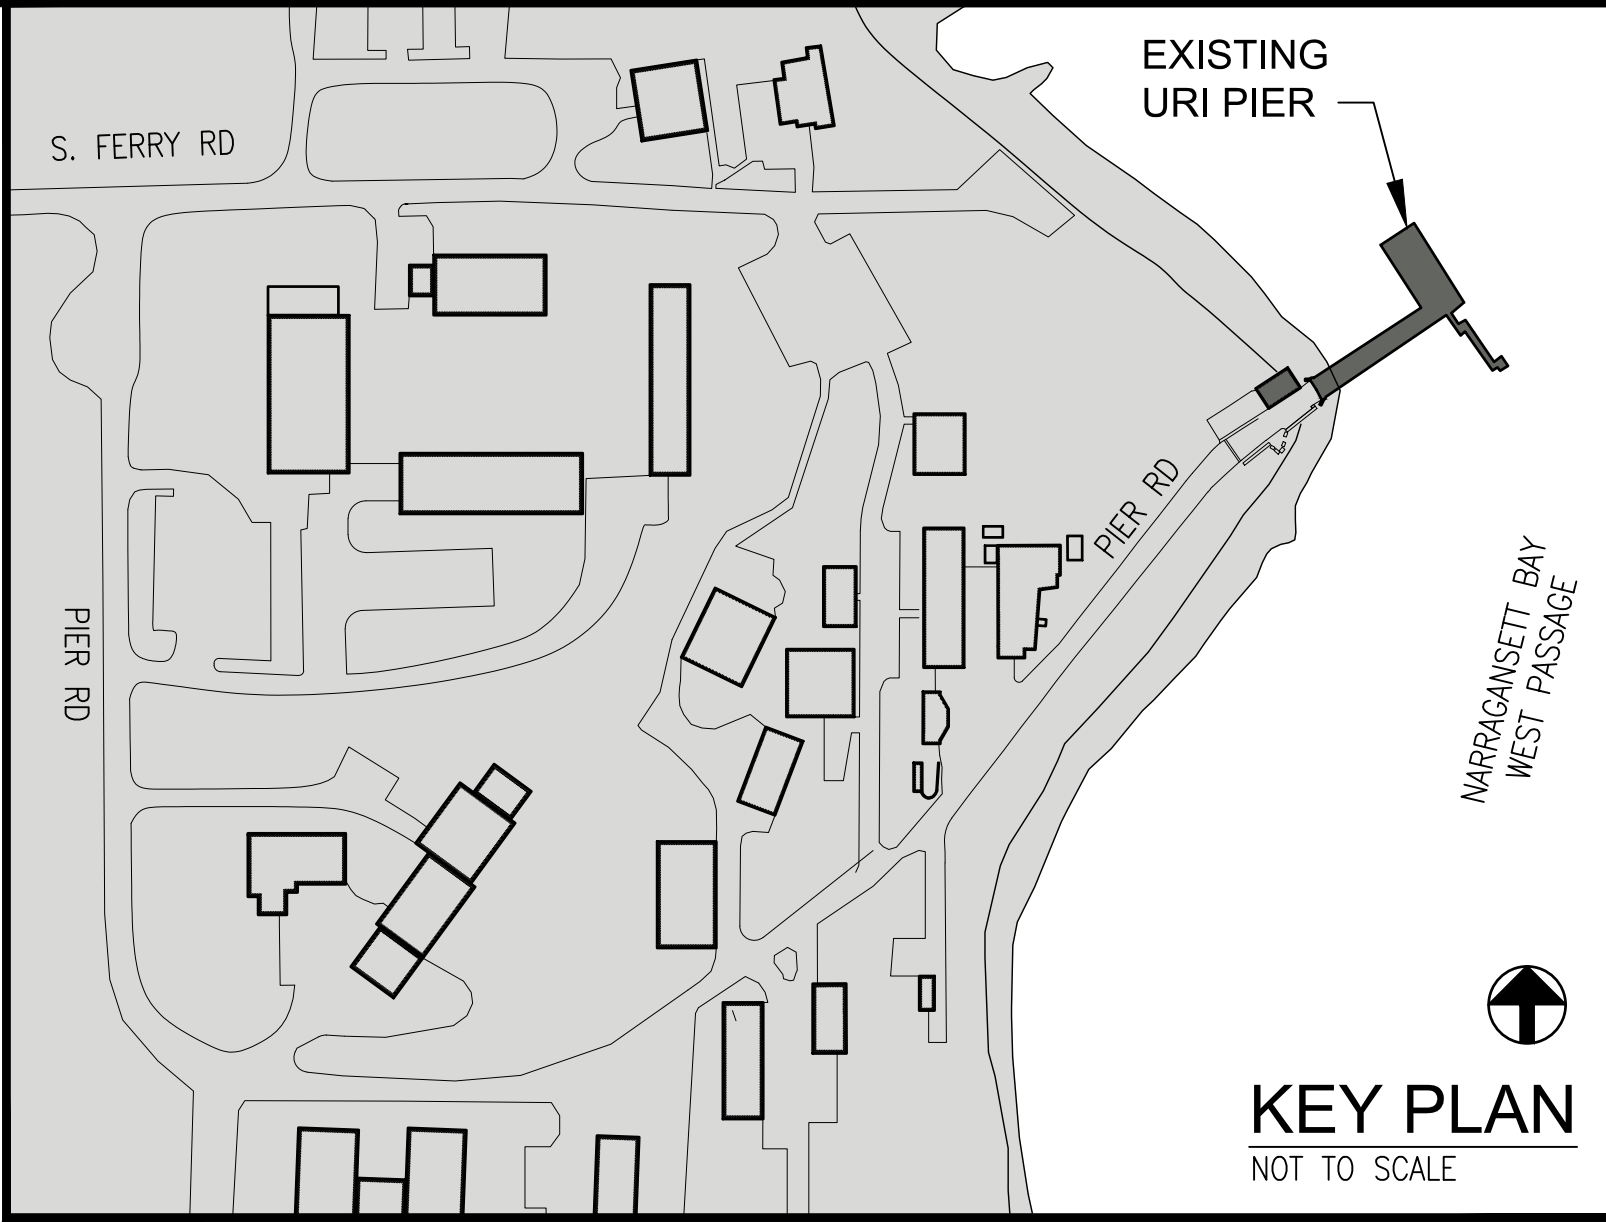 EXISTING
URI PIER
S. FERRY RD
PIER RD
NARRAGANSETT BAY
WEST PASSAGE
PIER RD
KEY PLAN
NOT TO SCALE